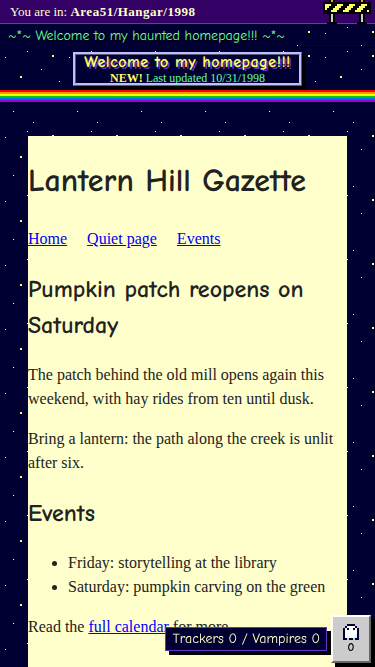 You are in: Area51/Hangar/1998
~*~ Welcome to my haunted homepage!!! ~*~
Welcome to my homepage!!!
NEW! Last updated 10/31/1998
Lantern Hill Gazette
Home Quiet page Events
Pumpkin patch reopens on
Saturday
The patch behind the old mill opens again this
weekend, with hay rides from ten until dusk.
Bring a lantern: the path along the creek is unlit
after six.
Events
• Friday: storytelling at the library
• Saturday: pumpkin carving on the green
Read the full calendar for more.
Trackers 0 / Vampires 0
0